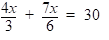 4x/3 + 7x/6 = 30